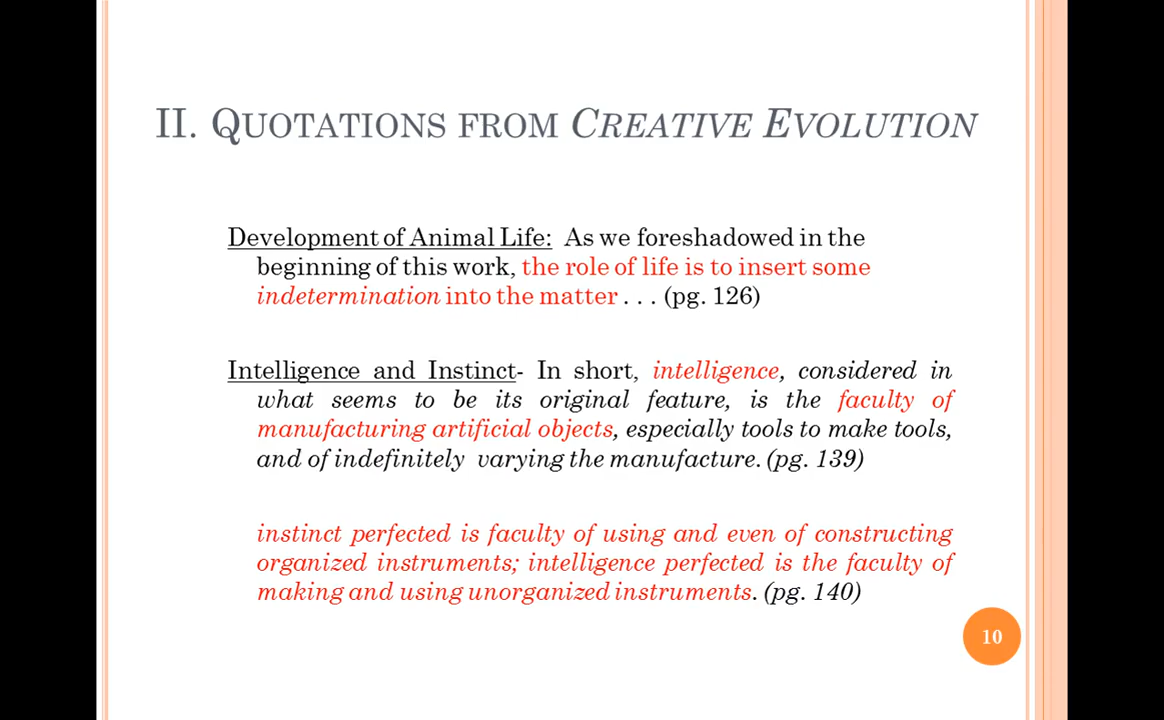 II. QUOTATIONS FROM CREATIVE EVOLUTION
Development of Animal Life: As we foreshadowed in the
beginning of this work, the role of life is to insert some
indetermination into the matter . . . (pg. 126)
Intelligence and Instinct- In short, intelligence, considered in
what seems to be its original feature, is the faculty of
manufacturing artificial objects, especially tools to make tools,
and of indefinitely varying the manufacture. (pg. 139)
instinct perfected is faculty of using and even of constructing
organized instruments; intelligence perfected is the faculty of
making and using unorganized instruments. (pg. 140)
10